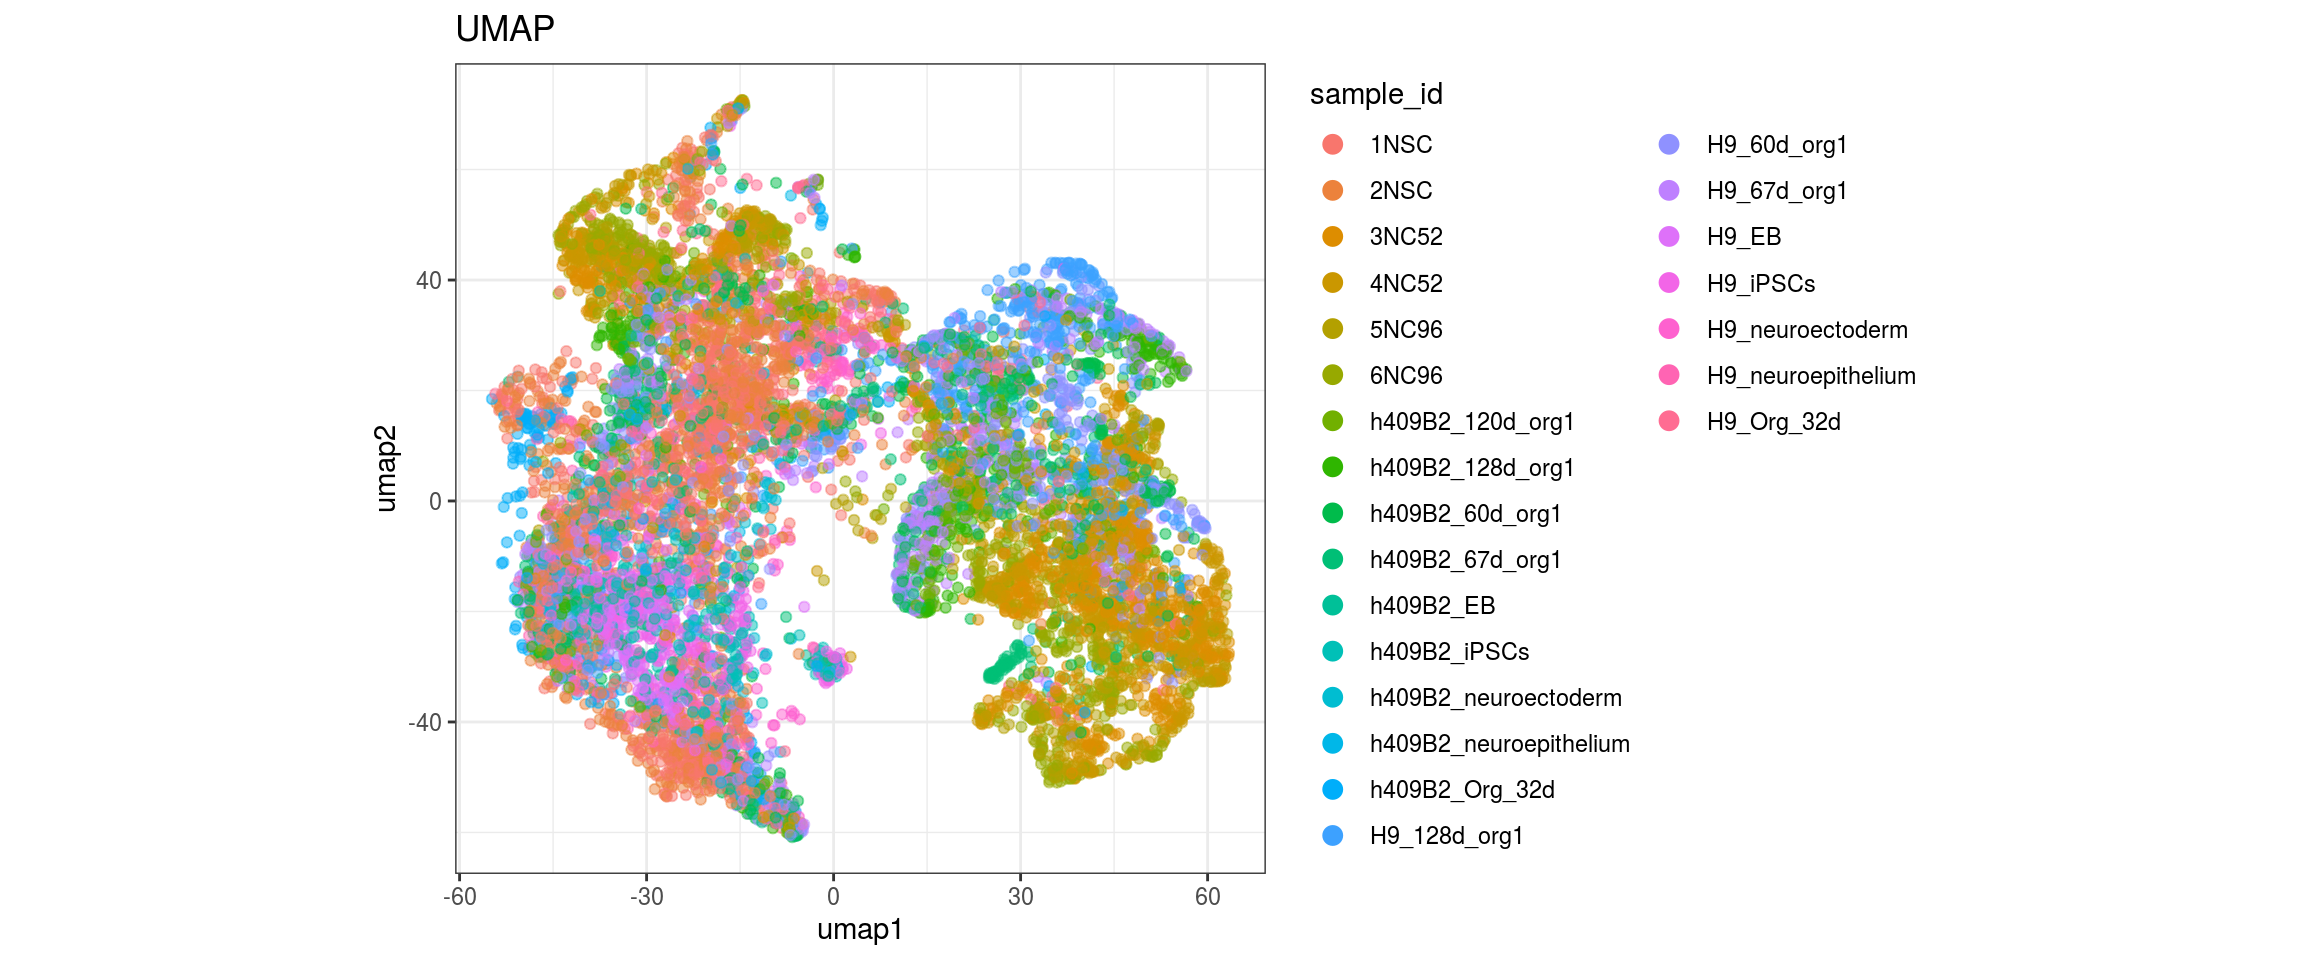 UMAP
umap2
40
0
-40
-60
-30
0
30
60
umap1
sample_id
1NSC
2NSC
3NC52
4NC52
5NC96
6NC96
h409B2_120d_org1
h409B2_128d_org1
h409B2_60d_org1
h409B2_67d_org1
h409B2_EB
h409B2_iPSCs
h409B2_neuroectoderm
h409B2_neuroepithelium
h409B2_Org_32d
H9_128d_org1
H9_60d_org1
H9_67d_org1
H9_EB
H9_iPSCs
H9_neuroectoderm
H9_neuroepithelium
H9_Org_32d